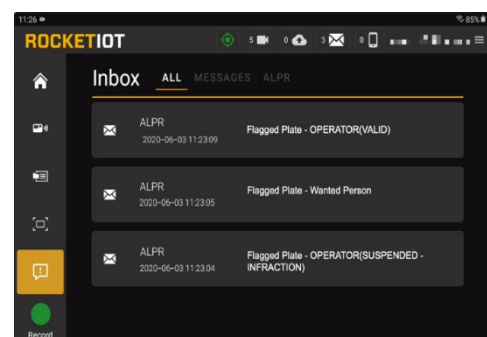 11:26
85%
ROCKETIOT
5
0
3
0
Inbox ALL MESSAGES ALPR
ALPR
2020-06-03 11:23:09
Flagged Plate - OPERATOR(VALID)
ALPR
2020-06-03 11:23:05
Flagged Plate - Wanted Person
ALPR
2020-06-03 11:23:04
Flagged Plate - OPERATOR(SUSPENDED -
INFRACTION)
Record